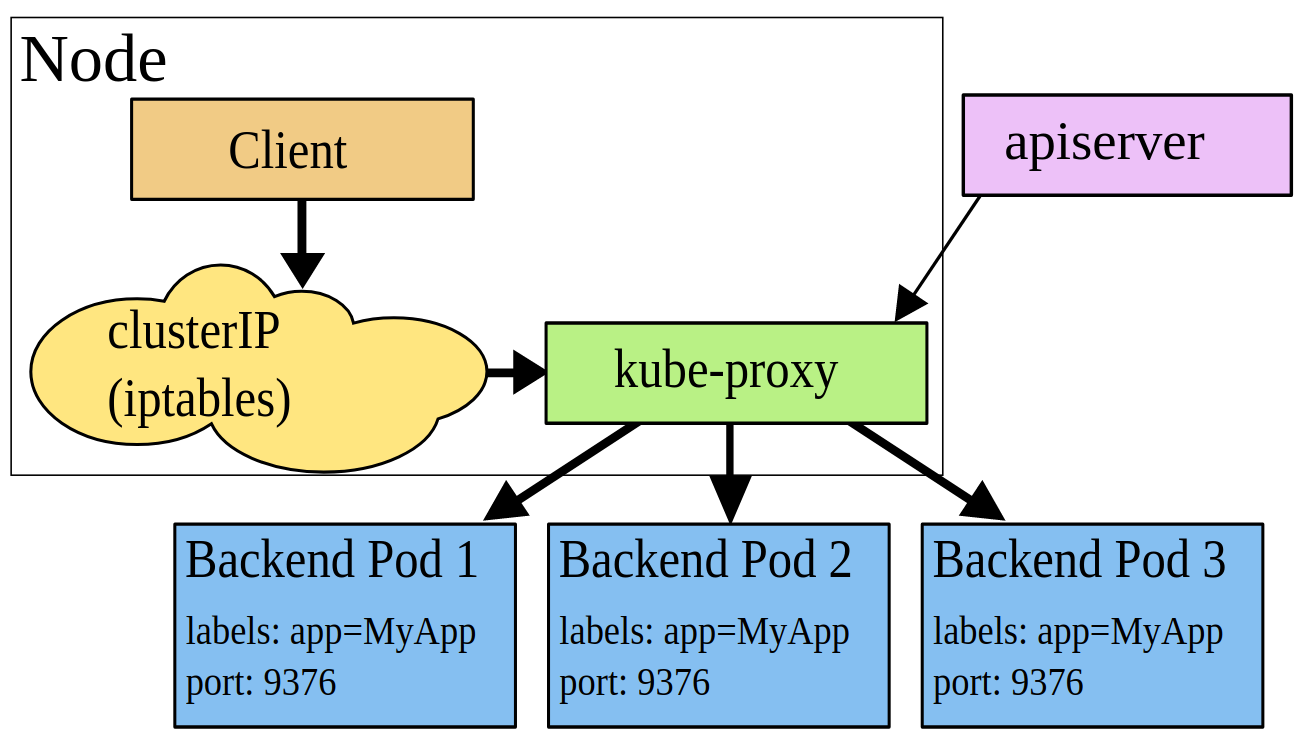 Node
Client
apiserver
clusterIP
(iptables)
kube-proxy
Backend Pod 1
labels: app=MyApp
port: 9376
Backend Pod 2
labels: app=MyApp
port: 9376
Backend Pod 3
labels: app=MyApp
port: 9376